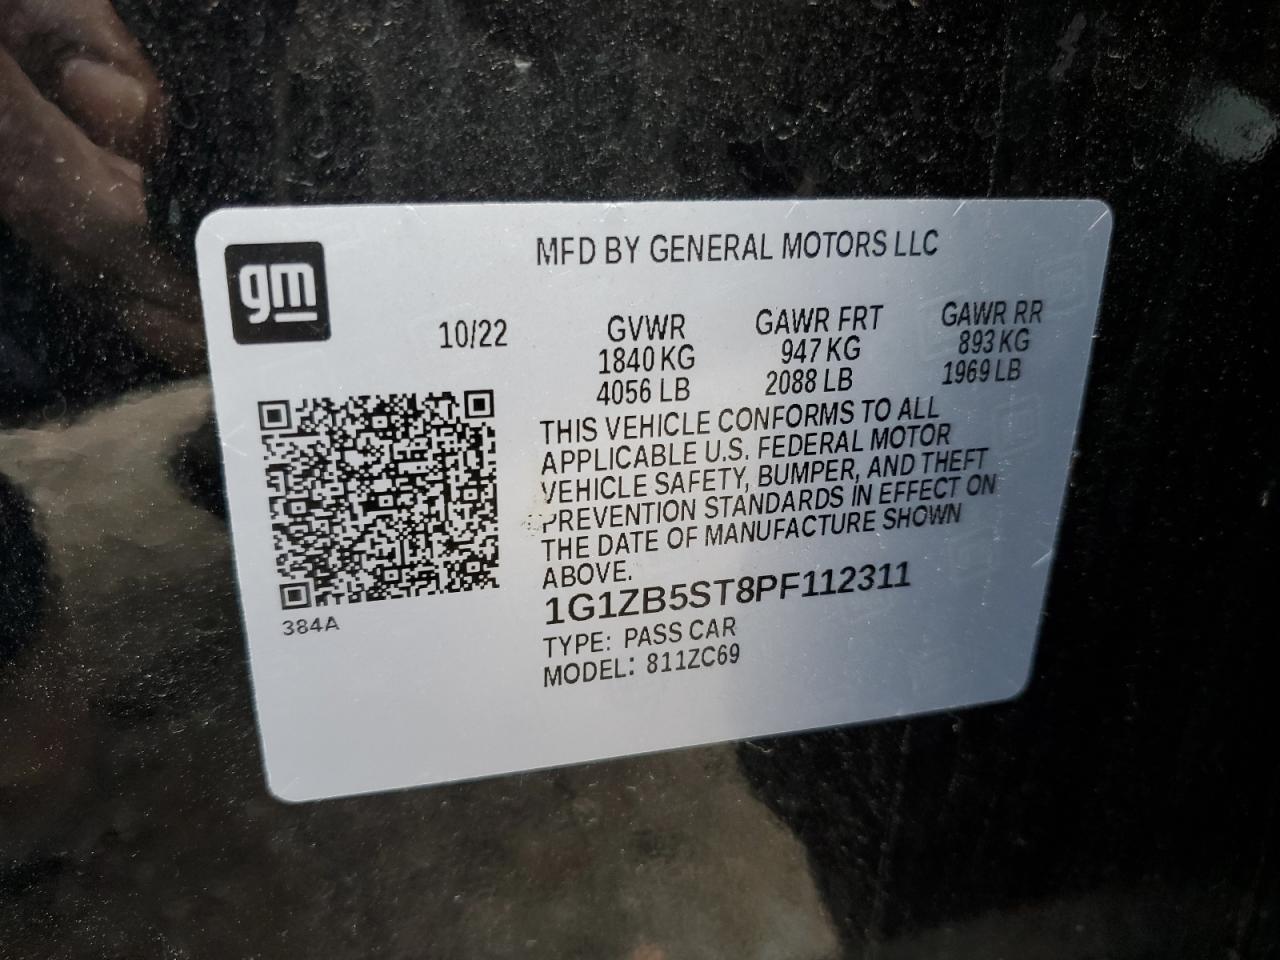 gm
MFD BY GENERAL MOTORS LLC
10/22 GVWR GAWR FRT GAWR RR
1840 KG 947 KG 893 KG
4056 LB 2088 LB 1969 LB
THIS VEHICLE CONFORMS TO ALL
APPLICABLE U.S. FEDERAL MOTOR
VEHICLE SAFETY, BUMPER, AND THEFT
PREVENTION STANDARDS IN EFFECT ON
THE DATE OF MANUFACTURE SHOWN
ABOVE.
1G1ZB5ST8PF112311
384A
TYPE: PASS CAR
MODEL: 811ZC69